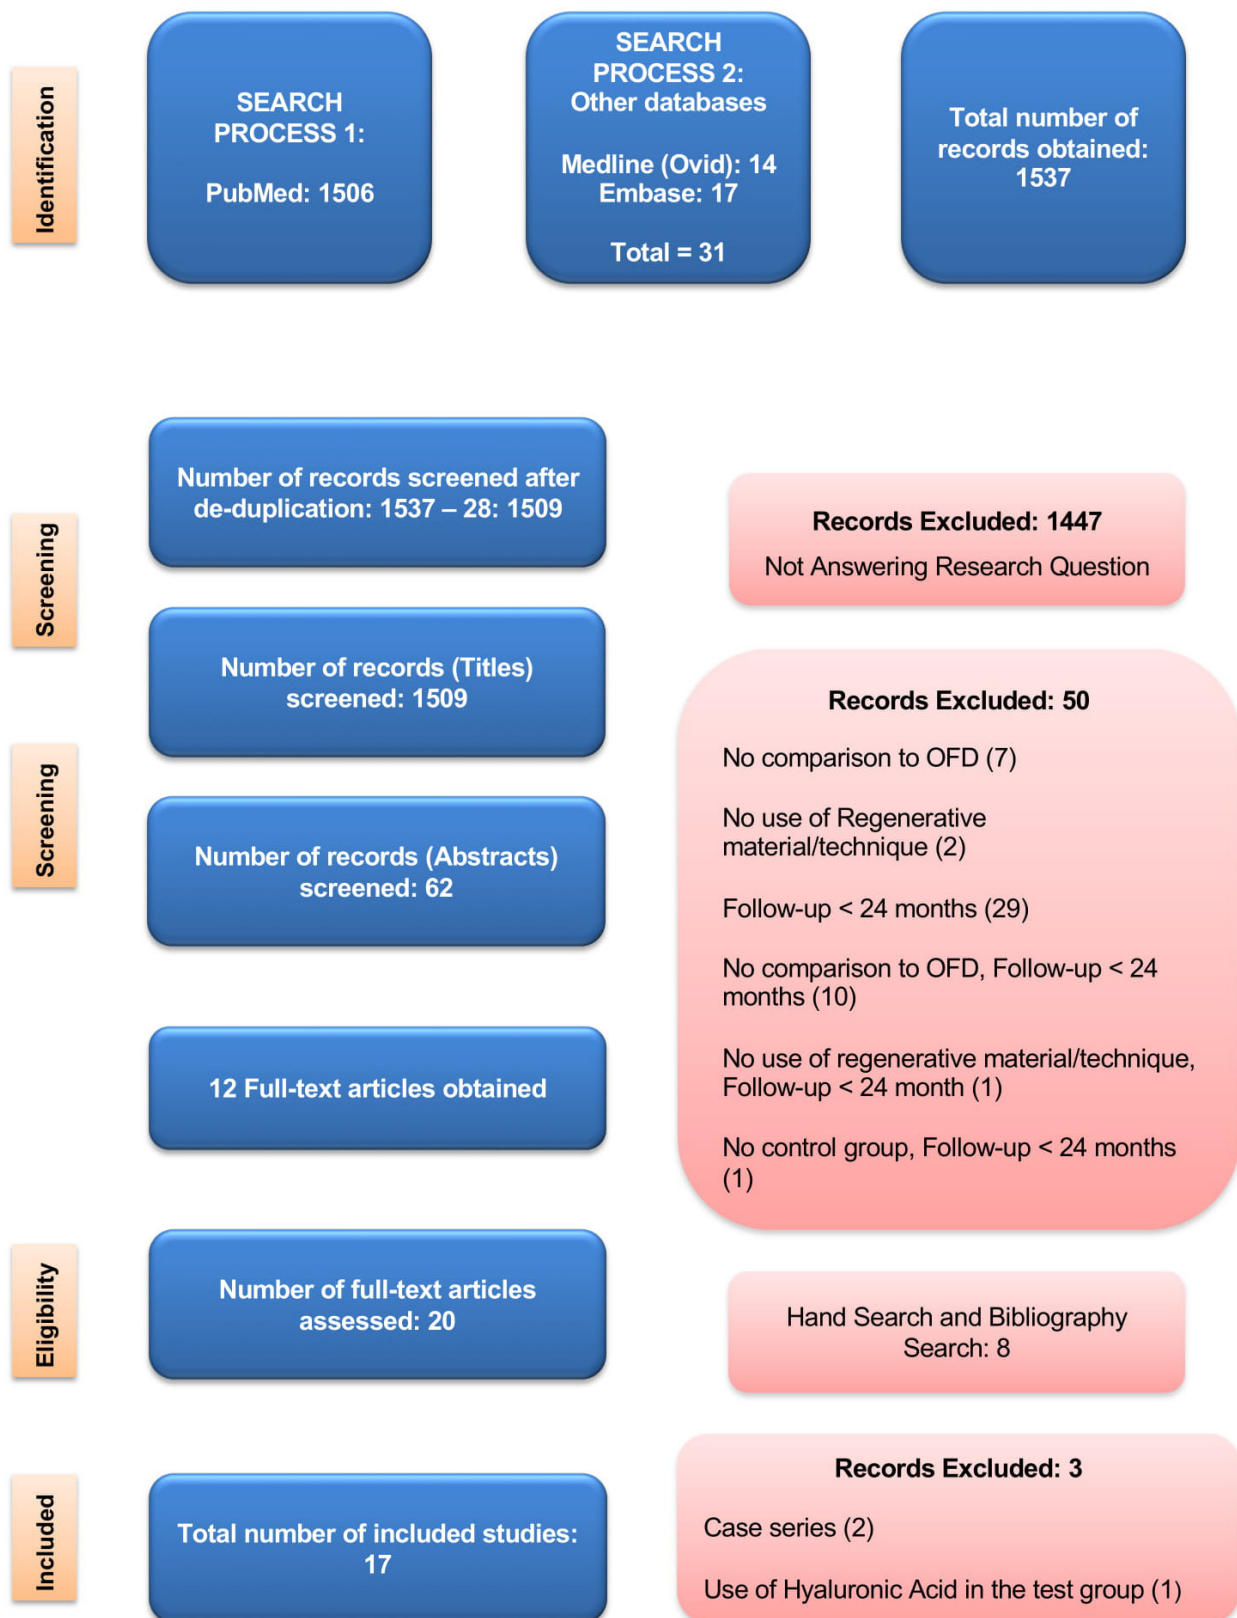 Identification
SEARCH
PROCESS 1:
PubMed: 1506
SEARCH
PROCESS 2:
Other databases
Medline (Ovid): 14
Embase: 17
Total = 31
Total number of
records obtained:
1537
Screening
Number of records screened after
de-duplication: 1537 – 28: 1509
Records Excluded: 1447
Not Answering Research Question
Number of records (Titles)
screened: 1509
Screening
Number of records (Abstracts)
screened: 62
12 Full-text articles obtained
Records Excluded: 50
No comparison to OFD (7)
No use of Regenerative
material/technique (2)
Follow-up < 24 months (29)
No comparison to OFD, Follow-up < 24
months (10)
No use of regenerative material/technique,
Follow-up < 24 month (1)
No control group, Follow-up < 24 months
(1)
Eligibility
Number of full-text articles
assessed: 20
Hand Search and Bibliography
Search: 8
Included
Total number of included studies:
17
Records Excluded: 3
Case series (2)
Use of Hyaluronic Acid in the test group (1)